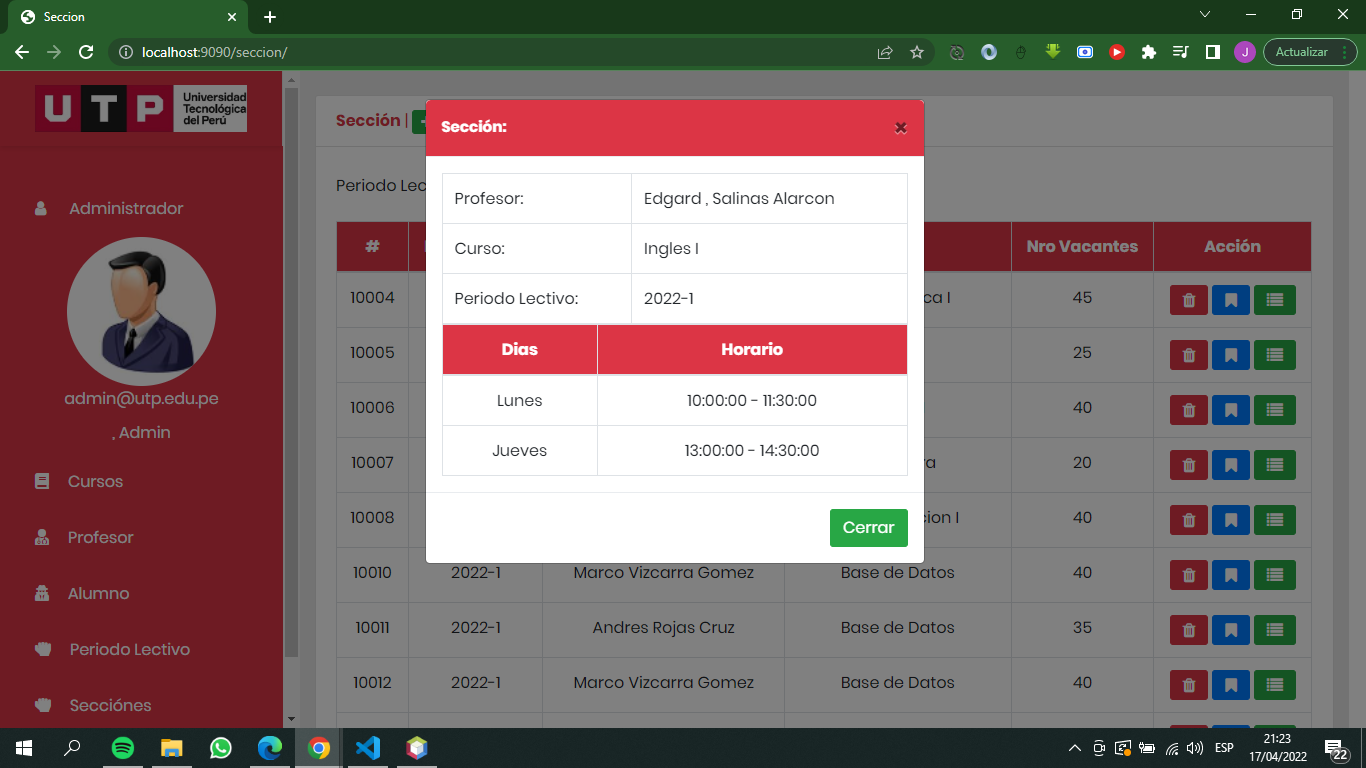 Seccion
localhost:9090/seccion/
J
Actualizar
UTP Universidad
Tecnológica
del Perú
Administrador
admin@utp.edu.pe
, Admin
Cursos
Profesor
Alumno
Periodo Lectivo
Secciónes
Sección |
Periodo Lec
# Nro Vacantes Acción
10004 ca I 45
10005 25
10006 40
10007 a 20
10008 cion I 40
10010 2022-1 Marco Vizcarra Gomez Base de Datos 40
10011 2022-1 Andres Rojas Cruz Base de Datos 35
10012 2022-1 Marco Vizcarra Gomez Base de Datos 40
Sección:
Profesor: Edgard , Salinas Alarcon
Curso: Ingles I
Periodo Lectivo: 2022-1
Dias Horario
Lunes 10:00:00 - 11:30:00
Jueves 13:00:00 - 14:30:00
Cerrar
ESP
21:23
17/04/2022
22